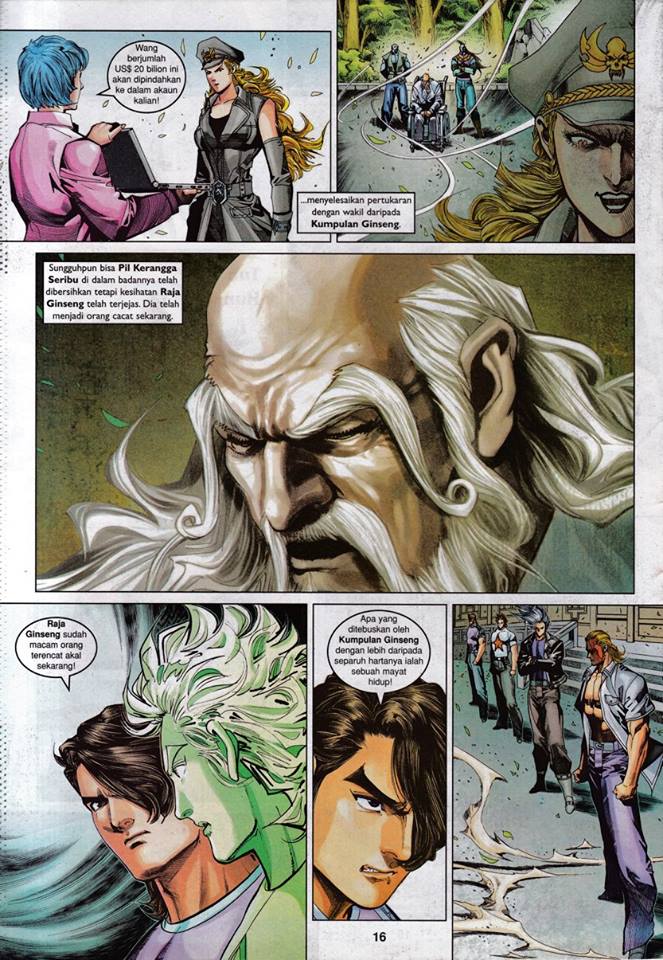 Wang
berjumlah
US$ 20 bilion ini
akan dipindahkan
ke dalam akaun
kalian!
...menyelesaikan pertukaran
dengan wakil daripada
Kumpulan Ginseng.
Sungguhpun bisa Pil Kerangga
Seribu di dalam badannya telah
dibersihkan tetapi kesihatan Raja
Ginseng telah terjejas. Dia telah
menjadi orang cacat sekarang.
Raja
Ginseng sudah
macam orang
terencat akal
sekarang!
Apa yang
ditebuskan oleh
Kumpulan Ginseng
dengan lebih daripada
separuh hartanya ialah
sebuah mayat
hidup!
16